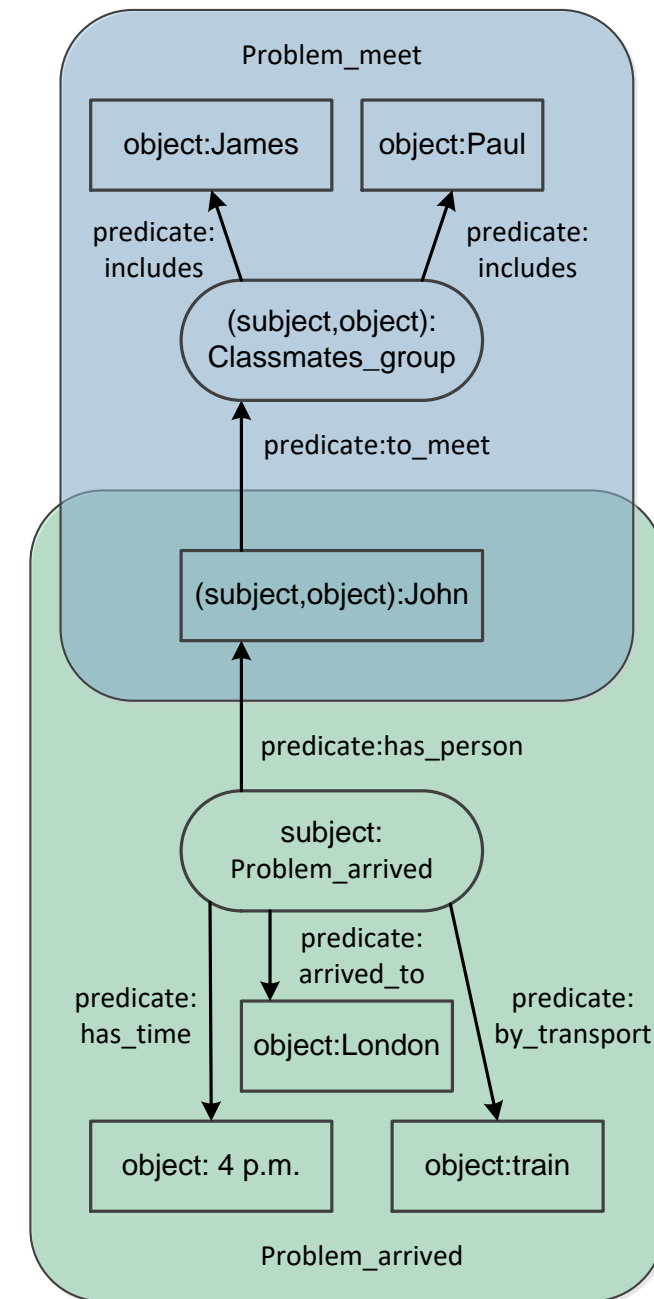 Problem_meet
object:James
object:Paul
predicate:
includes
predicate:
includes
(subject,object):
Classmates_group
predicate:to_meet
(subject,object):John
predicate:has_person
subject:
Problem_arrived
predicate:
arrived_to
predicate:
has_time
predicate:
by_transport
object:London
object: 4 p.m.
object:train
Problem_arrived